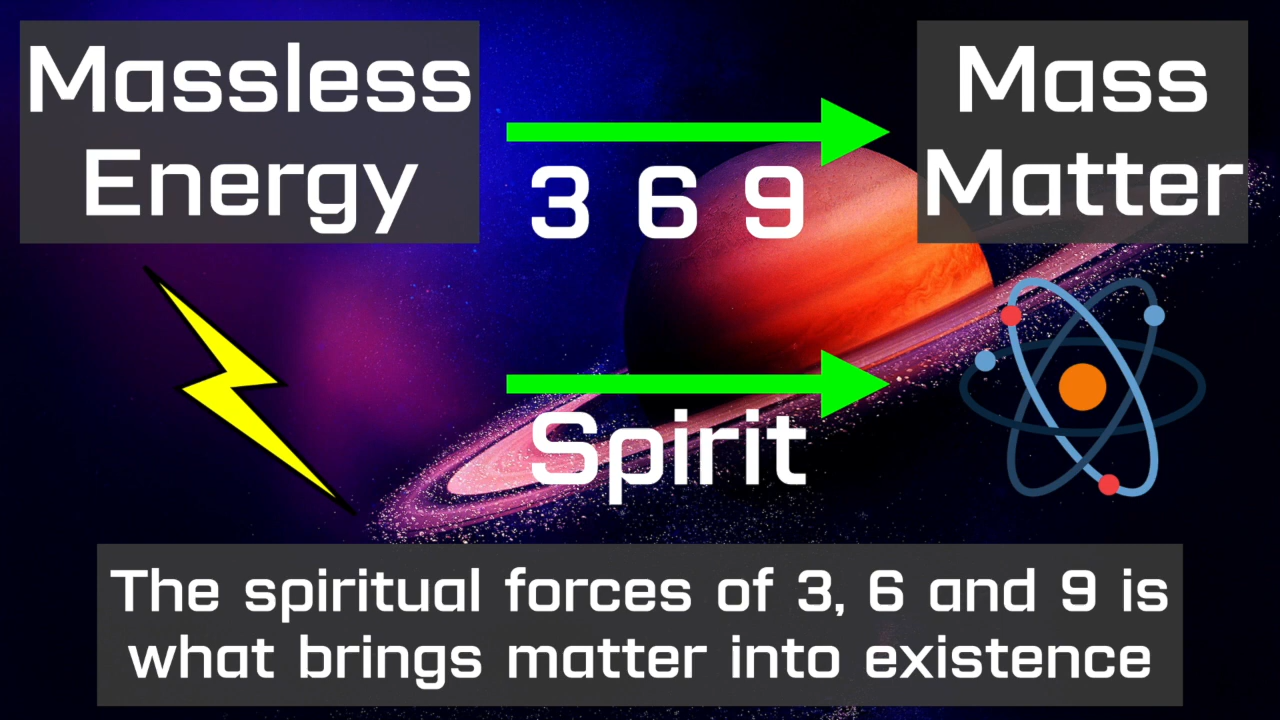 Massless
Energy
3 6 9
Mass
Matter
Spirit
The spiritual forces of 3, 6 and 9 is
what brings matter into existence